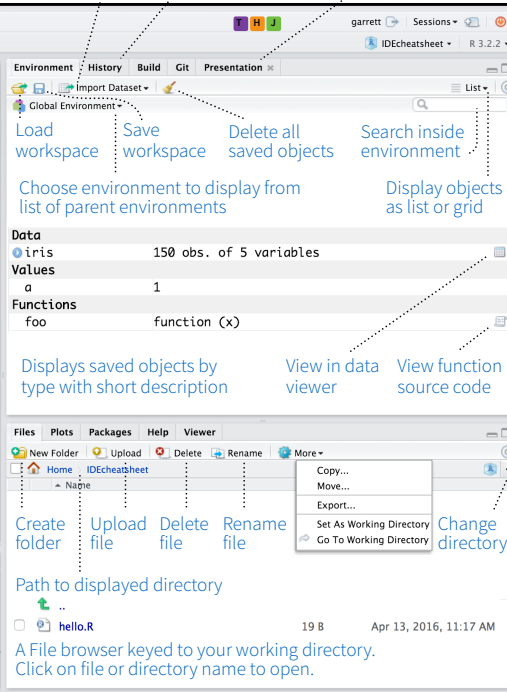 T H J garrett Sessions
IDEcheatsheet R 3.2.2
Environment History Build Git Presentation
Import Dataset List
Global Environment
Load workspace
Save workspace
Delete all saved objects
Search inside environment
Choose environment to display from
list of parent environments
Display objects
as list or grid
Data
iris 150 obs. of 5 variables
Values
a 1
Functions
foo function (x)
Displays saved objects by
type with short description
View in data
viewer
View function
source code
Files Plots Packages Help Viewer
New Folder Upload Delete Rename More
Home IDEcheatsheet
Name
Copy...
Move...
Export...
Set As Working Directory
Go To Working Directory
Create
folder
Upload
file
Delete
file
Rename
file
Change
directory
Path to displayed directory
..
hello.R 19 B Apr 13, 2016, 11:17 AM
A File browser keyed to your working directory.
Click on file or directory name to open.